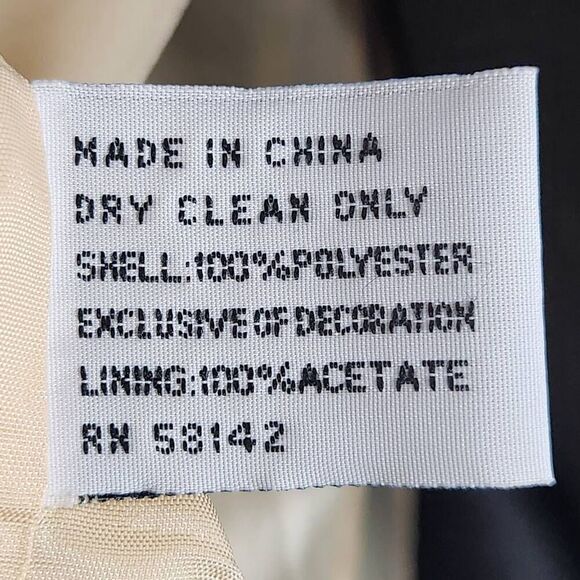 MADE IN CHINA
DRY CLEAN ONLY
SHELL:100%POLYESTER
EXCLUSIVE OF DECORATION
LINING:100%ACETATE
RN 58142